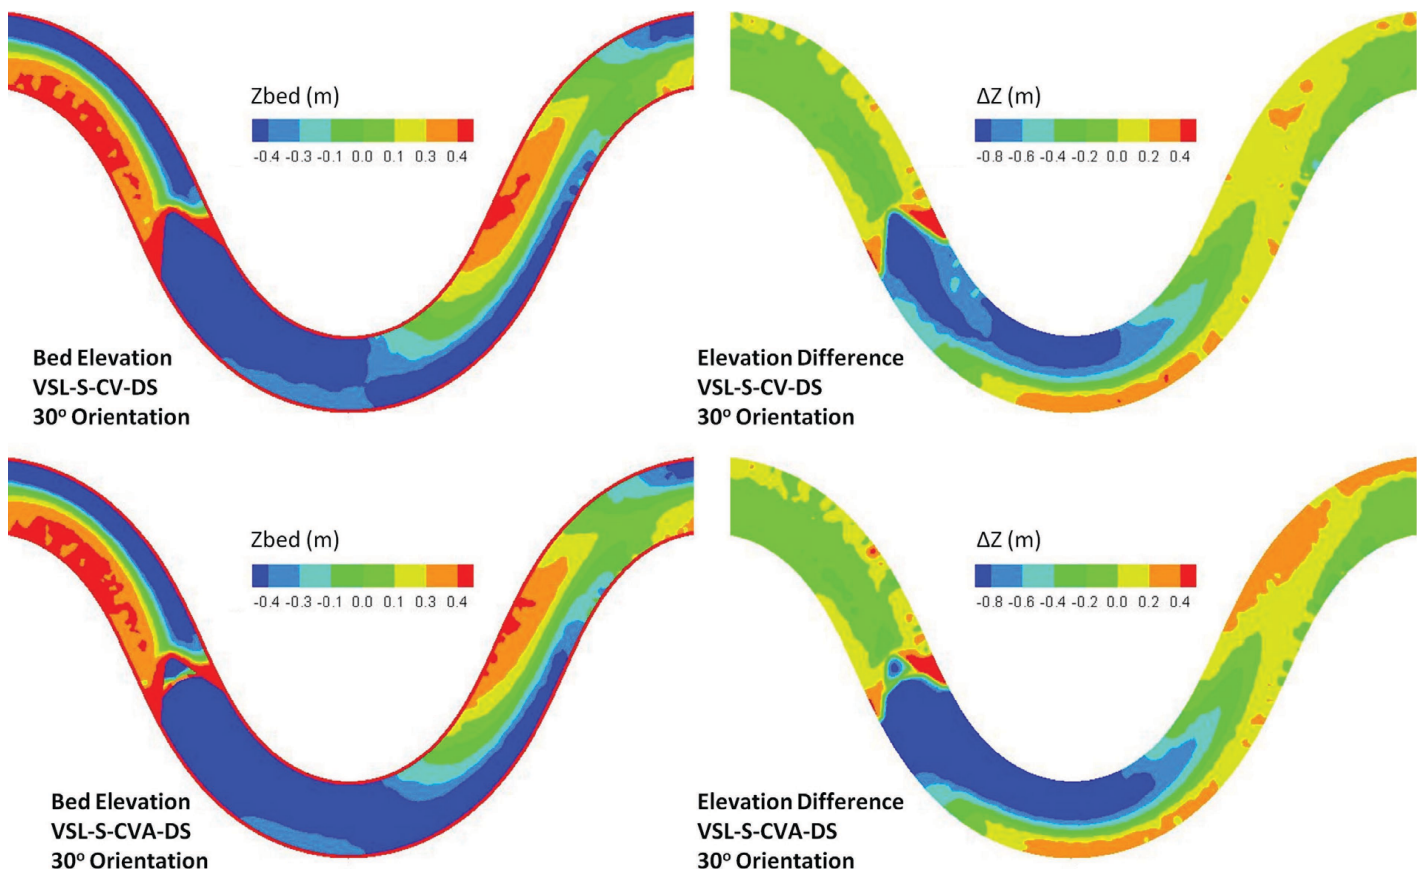 Zbed (m)
-0.4 -0.3 -0.1 0.0 0.1 0.3 0.4
Bed Elevation
VSL-S-CV-DS
30º Orientation
ΔZ (m)
-0.8 -0.6 -0.4 -0.2 0.0 0.2 0.4
Elevation Difference
VSL-S-CV-DS
30º Orientation
Zbed (m)
-0.4 -0.3 -0.1 0.0 0.1 0.3 0.4
Bed Elevation
VSL-S-CVA-DS
30º Orientation
ΔZ (m)
-0.8 -0.6 -0.4 -0.2 0.0 0.2 0.4
Elevation Difference
VSL-S-CVA-DS
30º Orientation